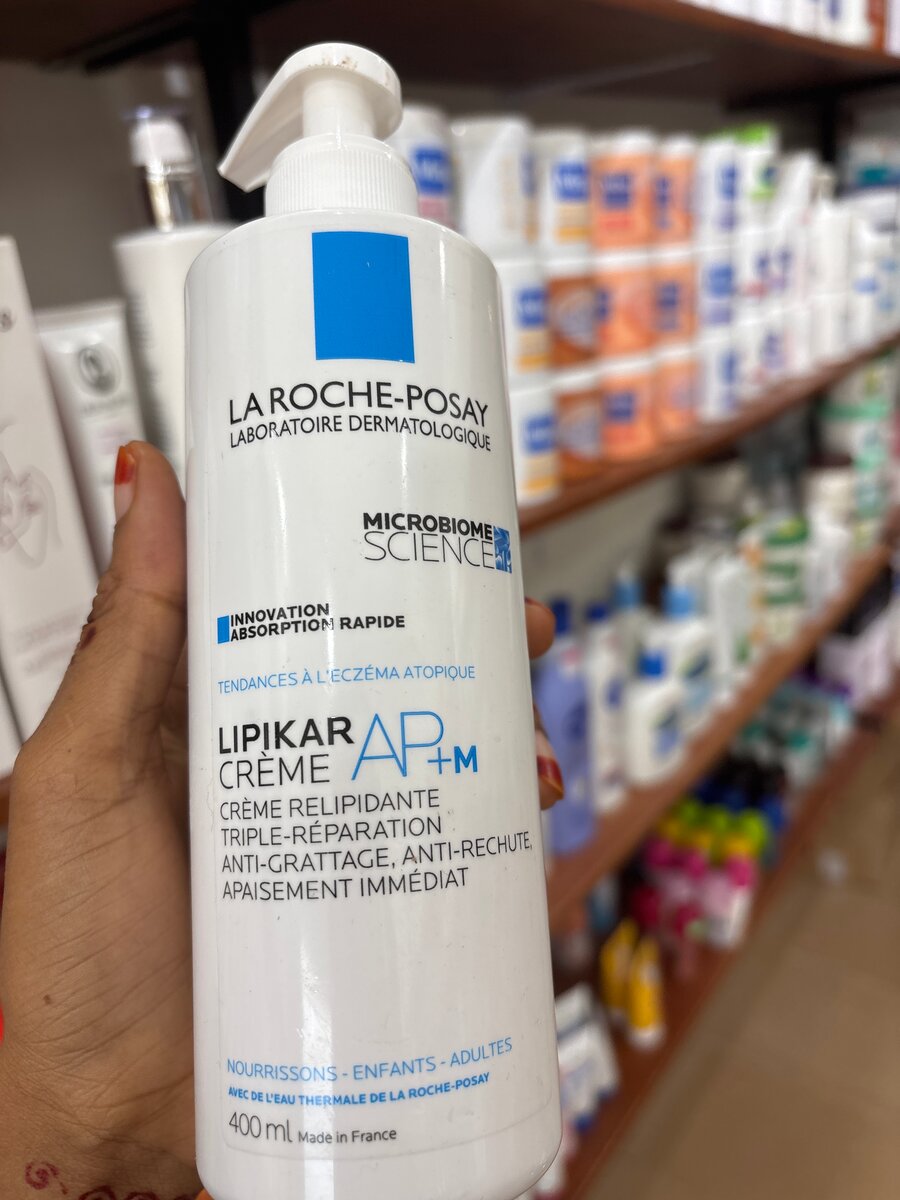 LA ROCHE-POSAY
LABORATOIRE DERMATOLOGIQUE
MICROBIOME
SCIENCE
INNOVATION
ABSORPTION RAPIDE
TENDANCES À L'ECZÉMA ATOPIQUE
LIPIKAR
CRÈME AP+M
CRÈME RELIPIDANTE
TRIPLE-RÉPARATION
ANTI-GRATTAGE, ANTI-RECHUTE,
APAISEMENT IMMÉDIAT
NOURRISSONS - ENFANTS - ADULTES
AVEC DE L'EAU THERMALE DE LA ROCHE-POSAY
400 ml Made in France